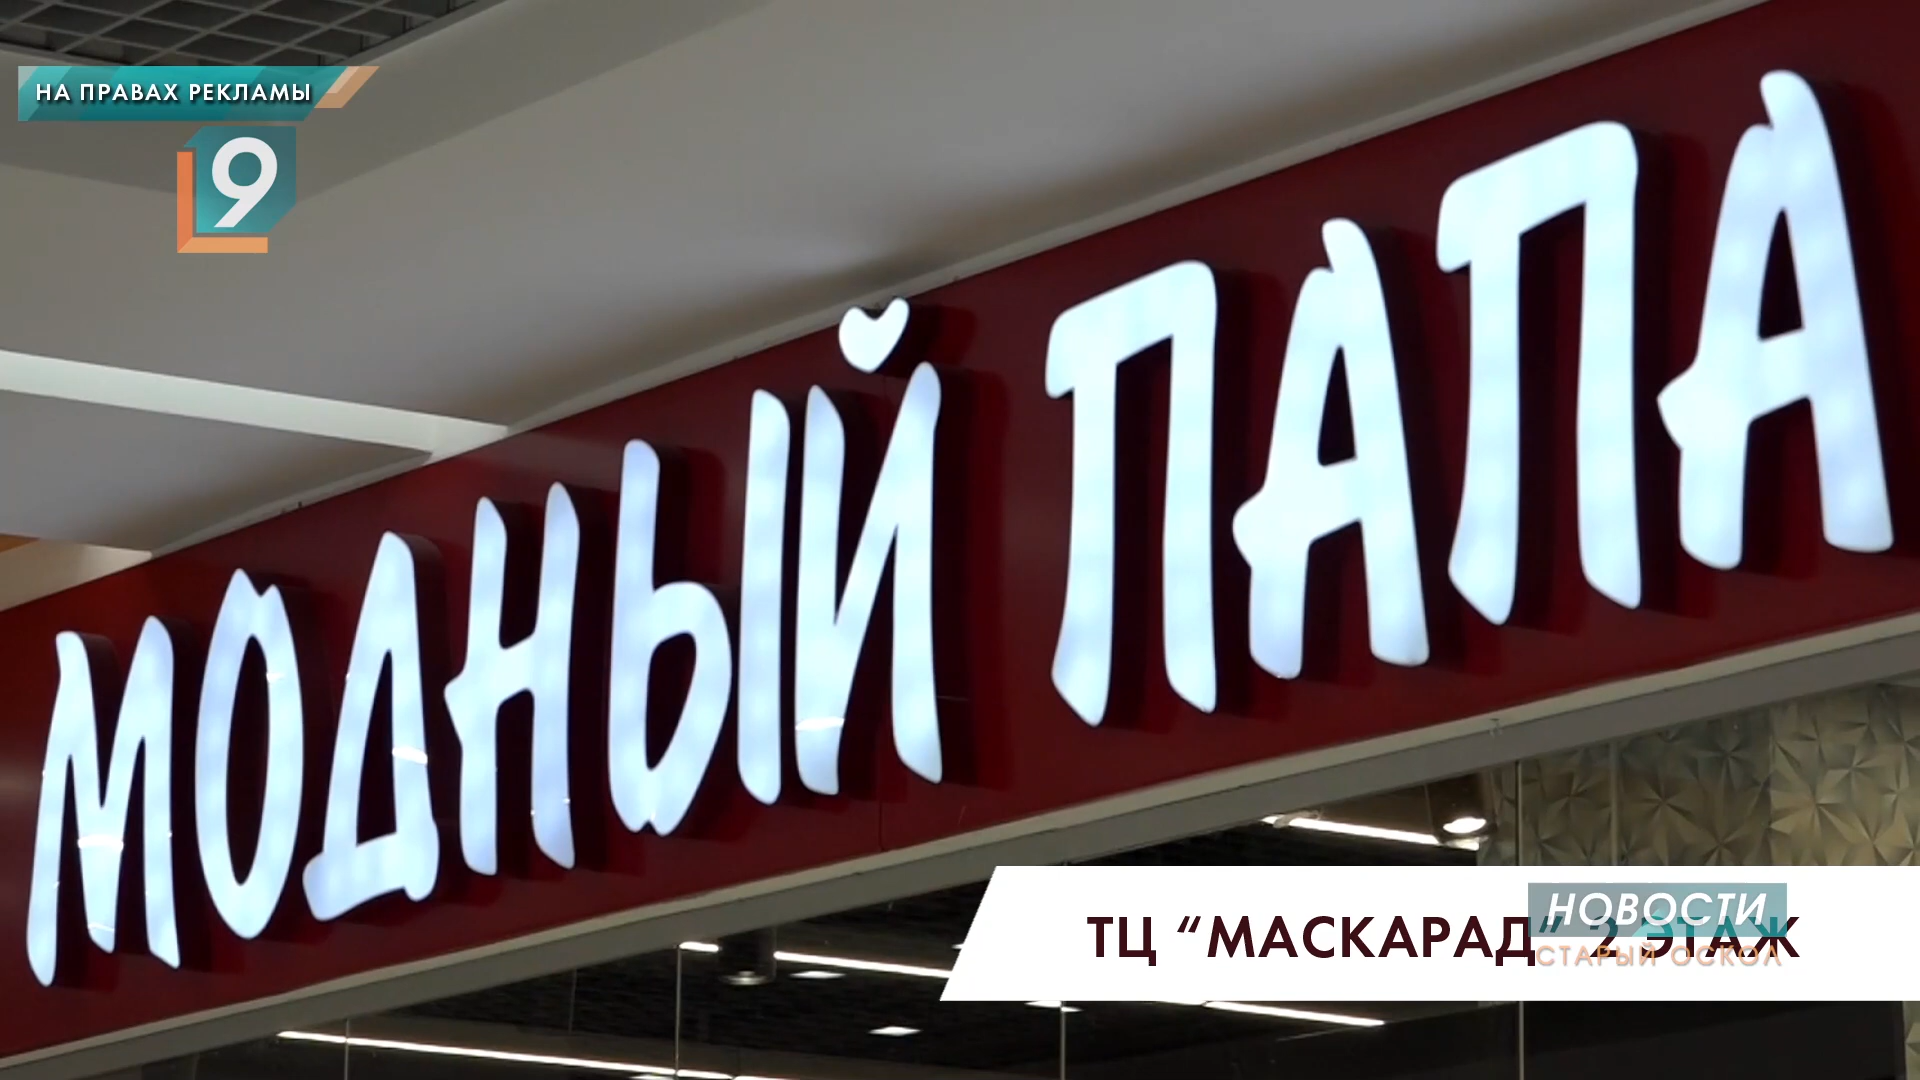 НА ПРАВАХ РЕКЛАМЫ
9
МОДНЫЙ ПАПА
ТЦ “МАСКАРАД” 2 ЭТАЖ
НОВОСТИ
СТАРЫЙ ОСКОЛ